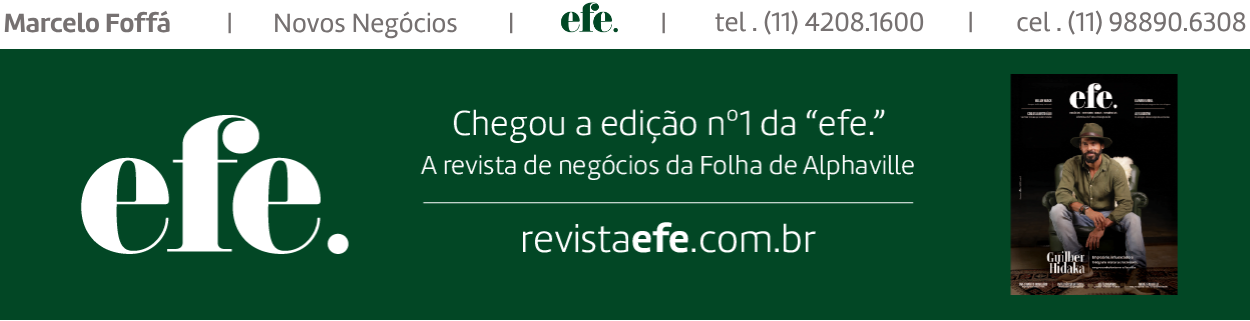 Marcelo Foffá | Novos Negócios | efe. | tel . (11) 4208.1600 | cel . (11) 98890.6308
efe.
Chegou a edição nº1 da “efe.”
A revista de negócios da Folha de Alphaville
revistaefe.com.br
efe.
Guilber
Hidaka